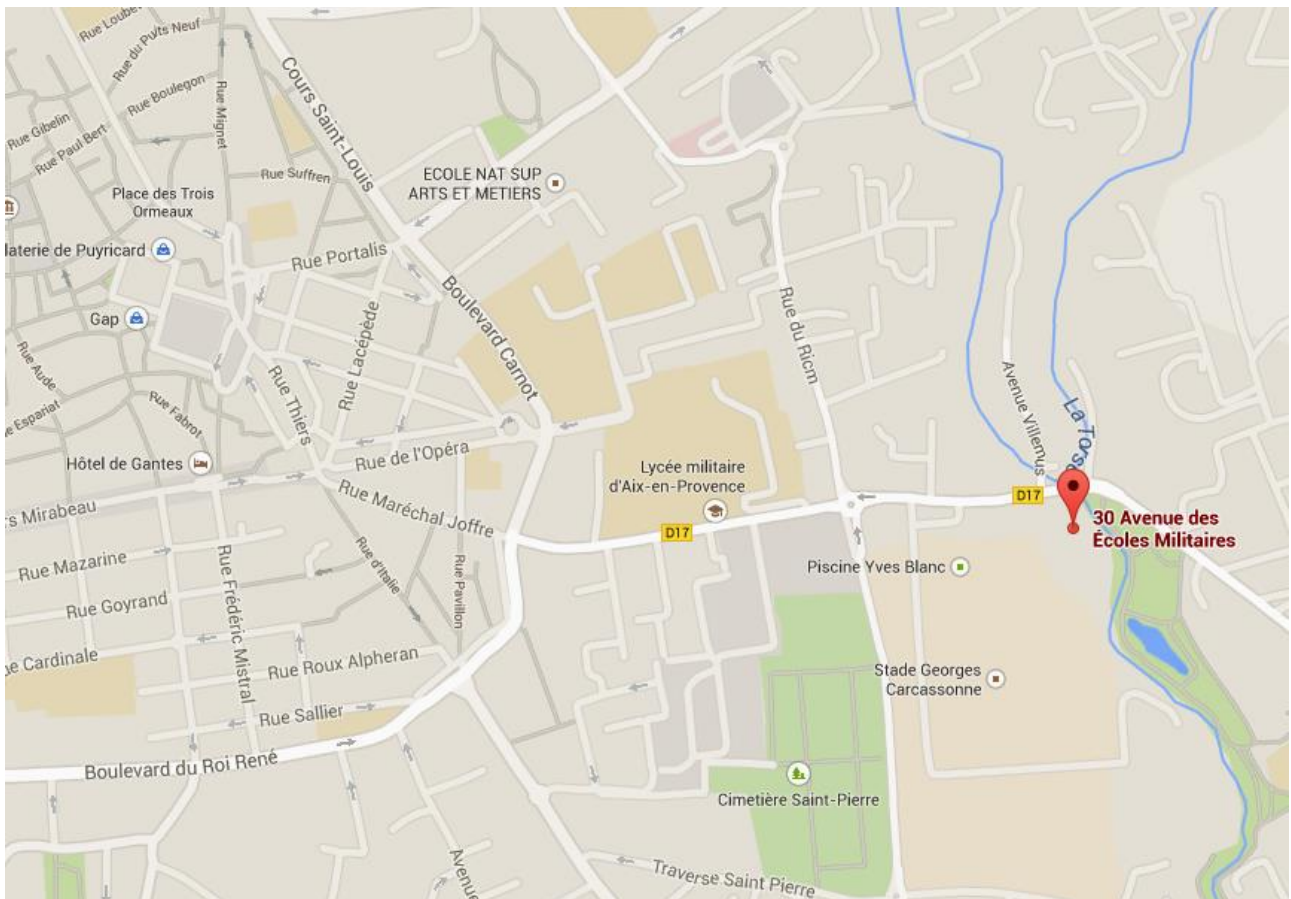 Rue Loubet
Rue du Puits Neuf
Rue Boulegon
Rue Gibelin
Rue Paul Bert
Rue Mignet
Cours Saint-Louis
Rue Suffren
ECOLE NAT SUP
ARTS ET METIERS
Place des Trois
Ormeaux
laterie de Puyricard
Rue Portalis
Gap
Boulevard Carnot
Rue Lacépède
Rue du Ricm
Rue Aude
Rue Thiers
Avenue Villemus
Espariat
Rue Fabrot
La Torse
Hôtel de Gantes
Rue de l'Opéra
Lycée militaire
d'Aix-en-Provence
s Mirabeau
Rue Maréchal Joffre
D17
D17
30 Avenue des
Écoles Militaires
Rue Mazarine
Rue d'Italie
Rue Pavillon
Piscine Yves Blanc
Rue Goyrand
Rue Frédéric Mistral
ue Cardinale
Rue Roux Alpheran
Stade Georges
Carcassonne
Rue Sallier
Boulevard du Roi René
Cimetière Saint-Pierre
Avenue
Traverse Saint Pierre